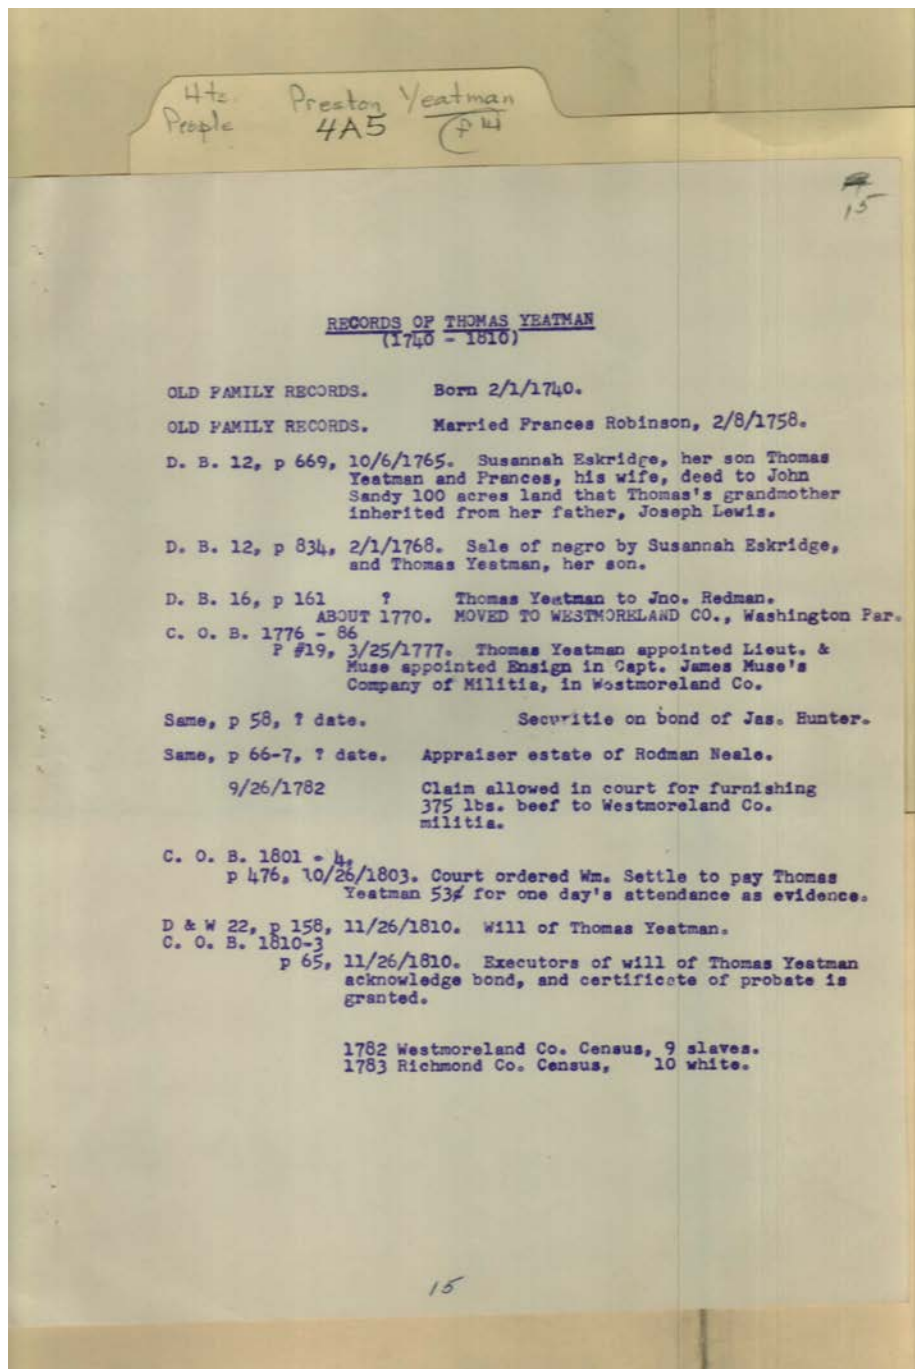 4tz Preston Yeatman
People 4A5 (P 14
15
RECORDS OF THOMAS YEATMAN
(1740 - 1810)
OLD FAMILY RECORDS. Born 2/1/1740.
OLD FAMILY RECORDS. Married Frances Robinson, 2/8/1758.
D. B. 12, p 669, 10/6/1765. Susannah Eskridge, her son Thomas
Yeatman and Frances, his wife, deed to John
Sandy 100 acres land that Thomas's grandmother
inherited from her father, Joseph Lewis.
D. B. 12, p 834, 2/1/1768. Sale of negro by Susannah Eskridge,
and Thomas Yeatman, her son.
D. B. 16, p 161 ? Thomas Yeatman to Jno. Redman.
ABOUT 1770. MOVED TO WESTMORELAND CO., Washington Par.
C. O. B. 1776 - 86
P #19, 3/25/1777. Thomas Yeatman appointed Lieut. &
Muse appointed Ensign in Capt. James Muse's
Company of Militia, in Westmoreland Co.
Same, p 58, ? date. Securitie on bond of Jas. Hunter.
Same, p 66-7, ? date. Appraiser estate of Rodman Neale.
9/26/1782 Claim allowed in court for furnishing
375 lbs. beef to Westmoreland Co.
militia.
C. O. B. 1801 - 4,
p 476, 10/26/1803. Court ordered Wm. Settle to pay Thomas
Yeatman 53¢ for one day's attendance as evidence.
D & W 22, p 158, 11/26/1810. Will of Thomas Yeatman.
C. O. B. 1810-3
p 65, 11/26/1810. Executors of will of Thomas Yeatman
acknowledge bond, and certificate of probate is
granted.
1782 Westmoreland Co. Census, 9 slaves.
1783 Richmond Co. Census, 10 white.
15